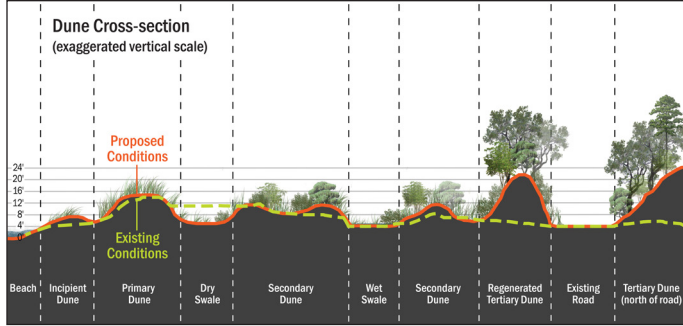 Dune Cross-section
(exaggerated vertical scale)
Proposed
Conditions
24'
20'
16'
12'
8'
4'
0'
Existing
Conditions
Beach
Incipient
Dune
Primary
Dune
Dry
Swale
Secondary
Dune
Wet
Swale
Secondary
Dune
Regenerated
Tertiary Dune
Existing
Road
Tertiary Dune
(north of road)